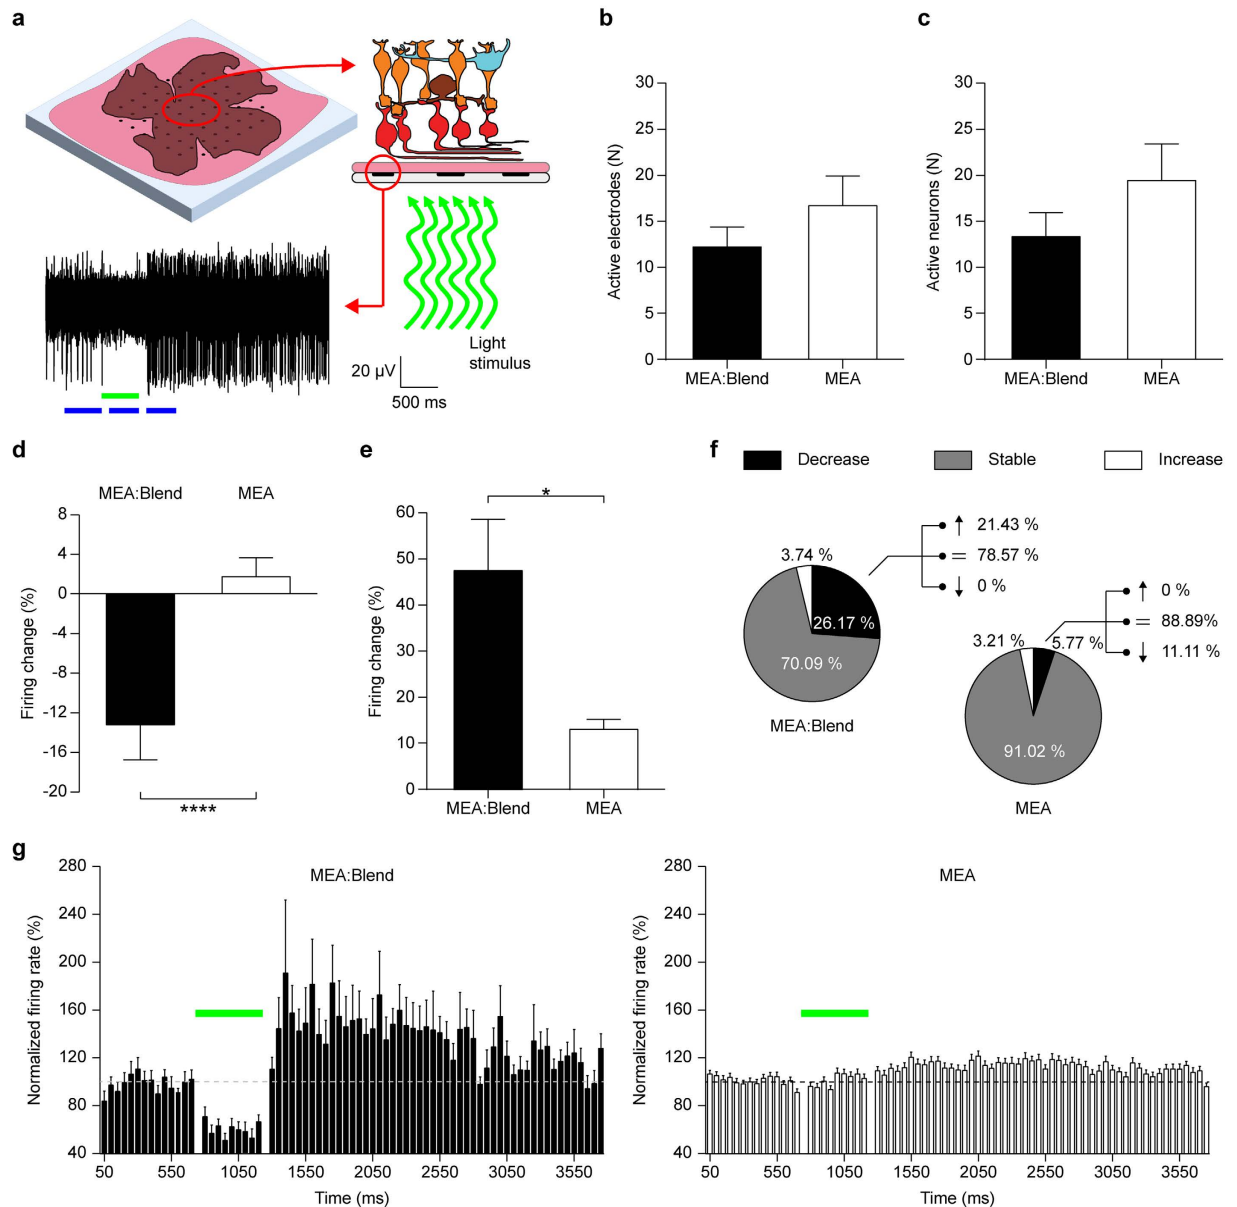 a
Light
stimulus
20 µV
500 ms
b
Active electrodes (N)
30
25
20
15
10
5
0
MEA:Blend
MEA
c
Active neurons (N)
30
25
20
15
10
5
0
MEA:Blend
MEA
d
MEA:Blend
MEA
Firing change (%)
8
4
0
-4
-8
-12
-16
-20
****
e
Firing change (%)
60
50
40
30
20
10
0
*
MEA:Blend
MEA
f
Decrease
Stable
Increase
3.74 %
26.17 %
70.09 %
MEA:Blend
↑ 21.43 %
= 78.57 %
↓ 0 %
3.21 %
5.77 %
91.02 %
MEA
↑ 0 %
= 88.89%
↓ 11.11 %
g
MEA:Blend
Normalized firing rate (%)
280
240
200
160
120
80
40
50
550
1050
1550
2050
2550
3050
3550
Time (ms)
MEA
Normalized firing rate (%)
280
240
200
160
120
80
40
50
550
1050
1550
2050
2550
3050
3550
Time (ms)